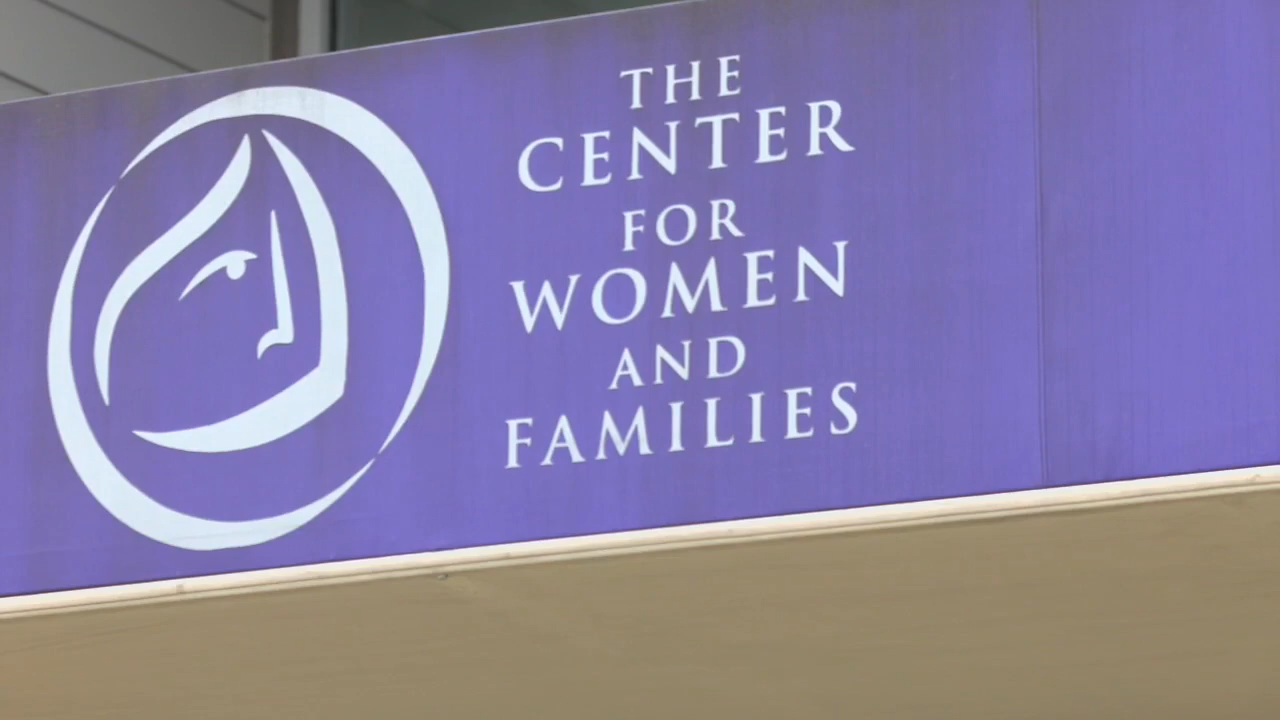 THE
CENTER
FOR
WOMEN
AND
FAMILIES